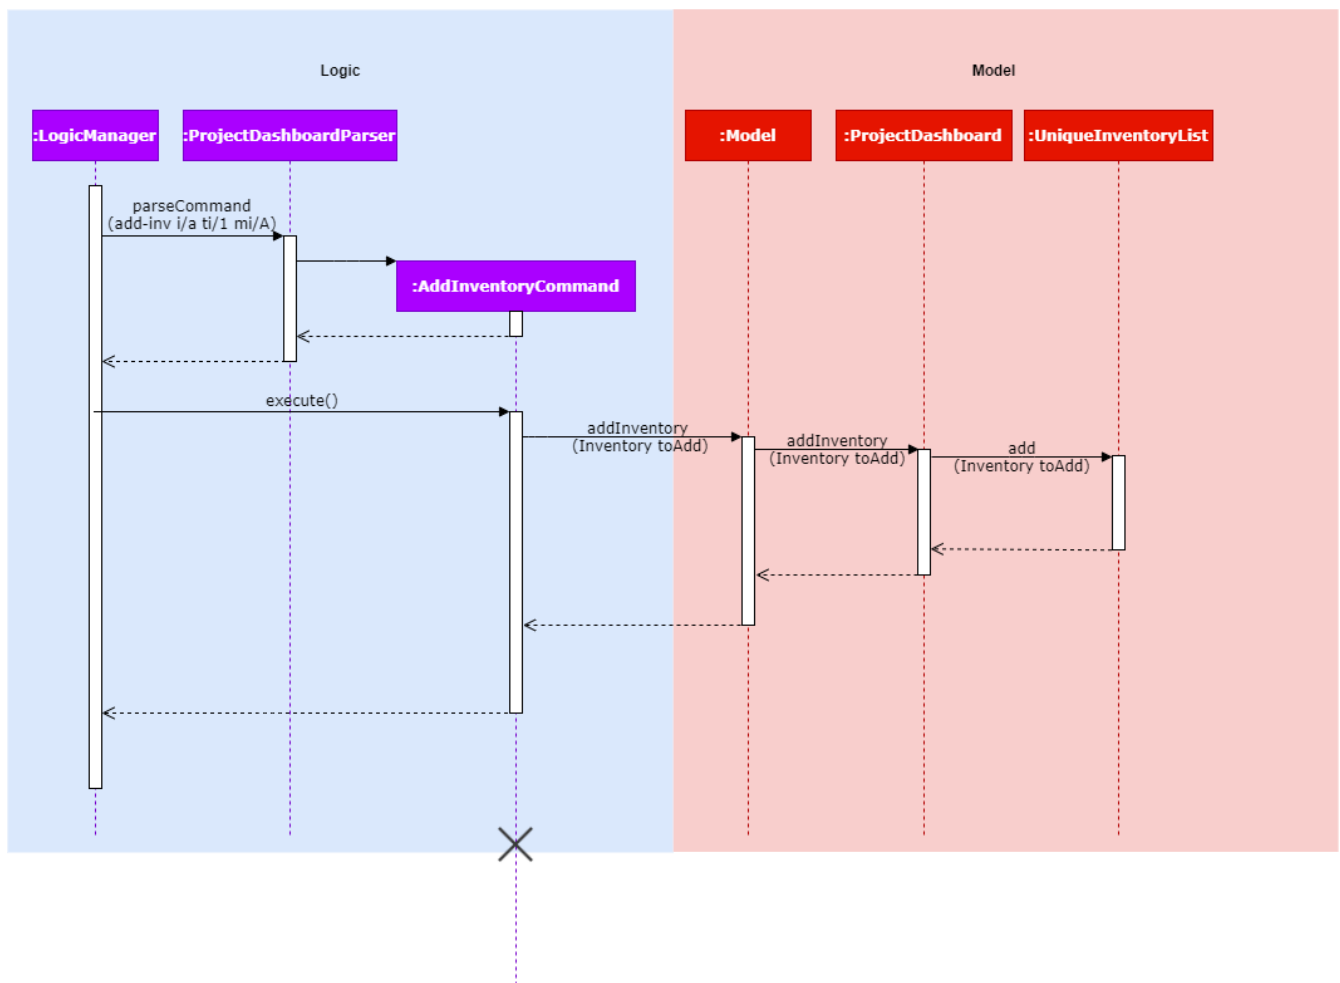 Logic
Model
:LogicManager
:ProjectDashboardParser
:Model
:ProjectDashboard
:UniqueInventoryList
parseCommand
(add-inv i/a ti/1 mi/A)
:AddInventoryCommand
execute()
addInventory
(Inventory toAdd)
addInventory
(Inventory toAdd)
add
(Inventory toAdd)